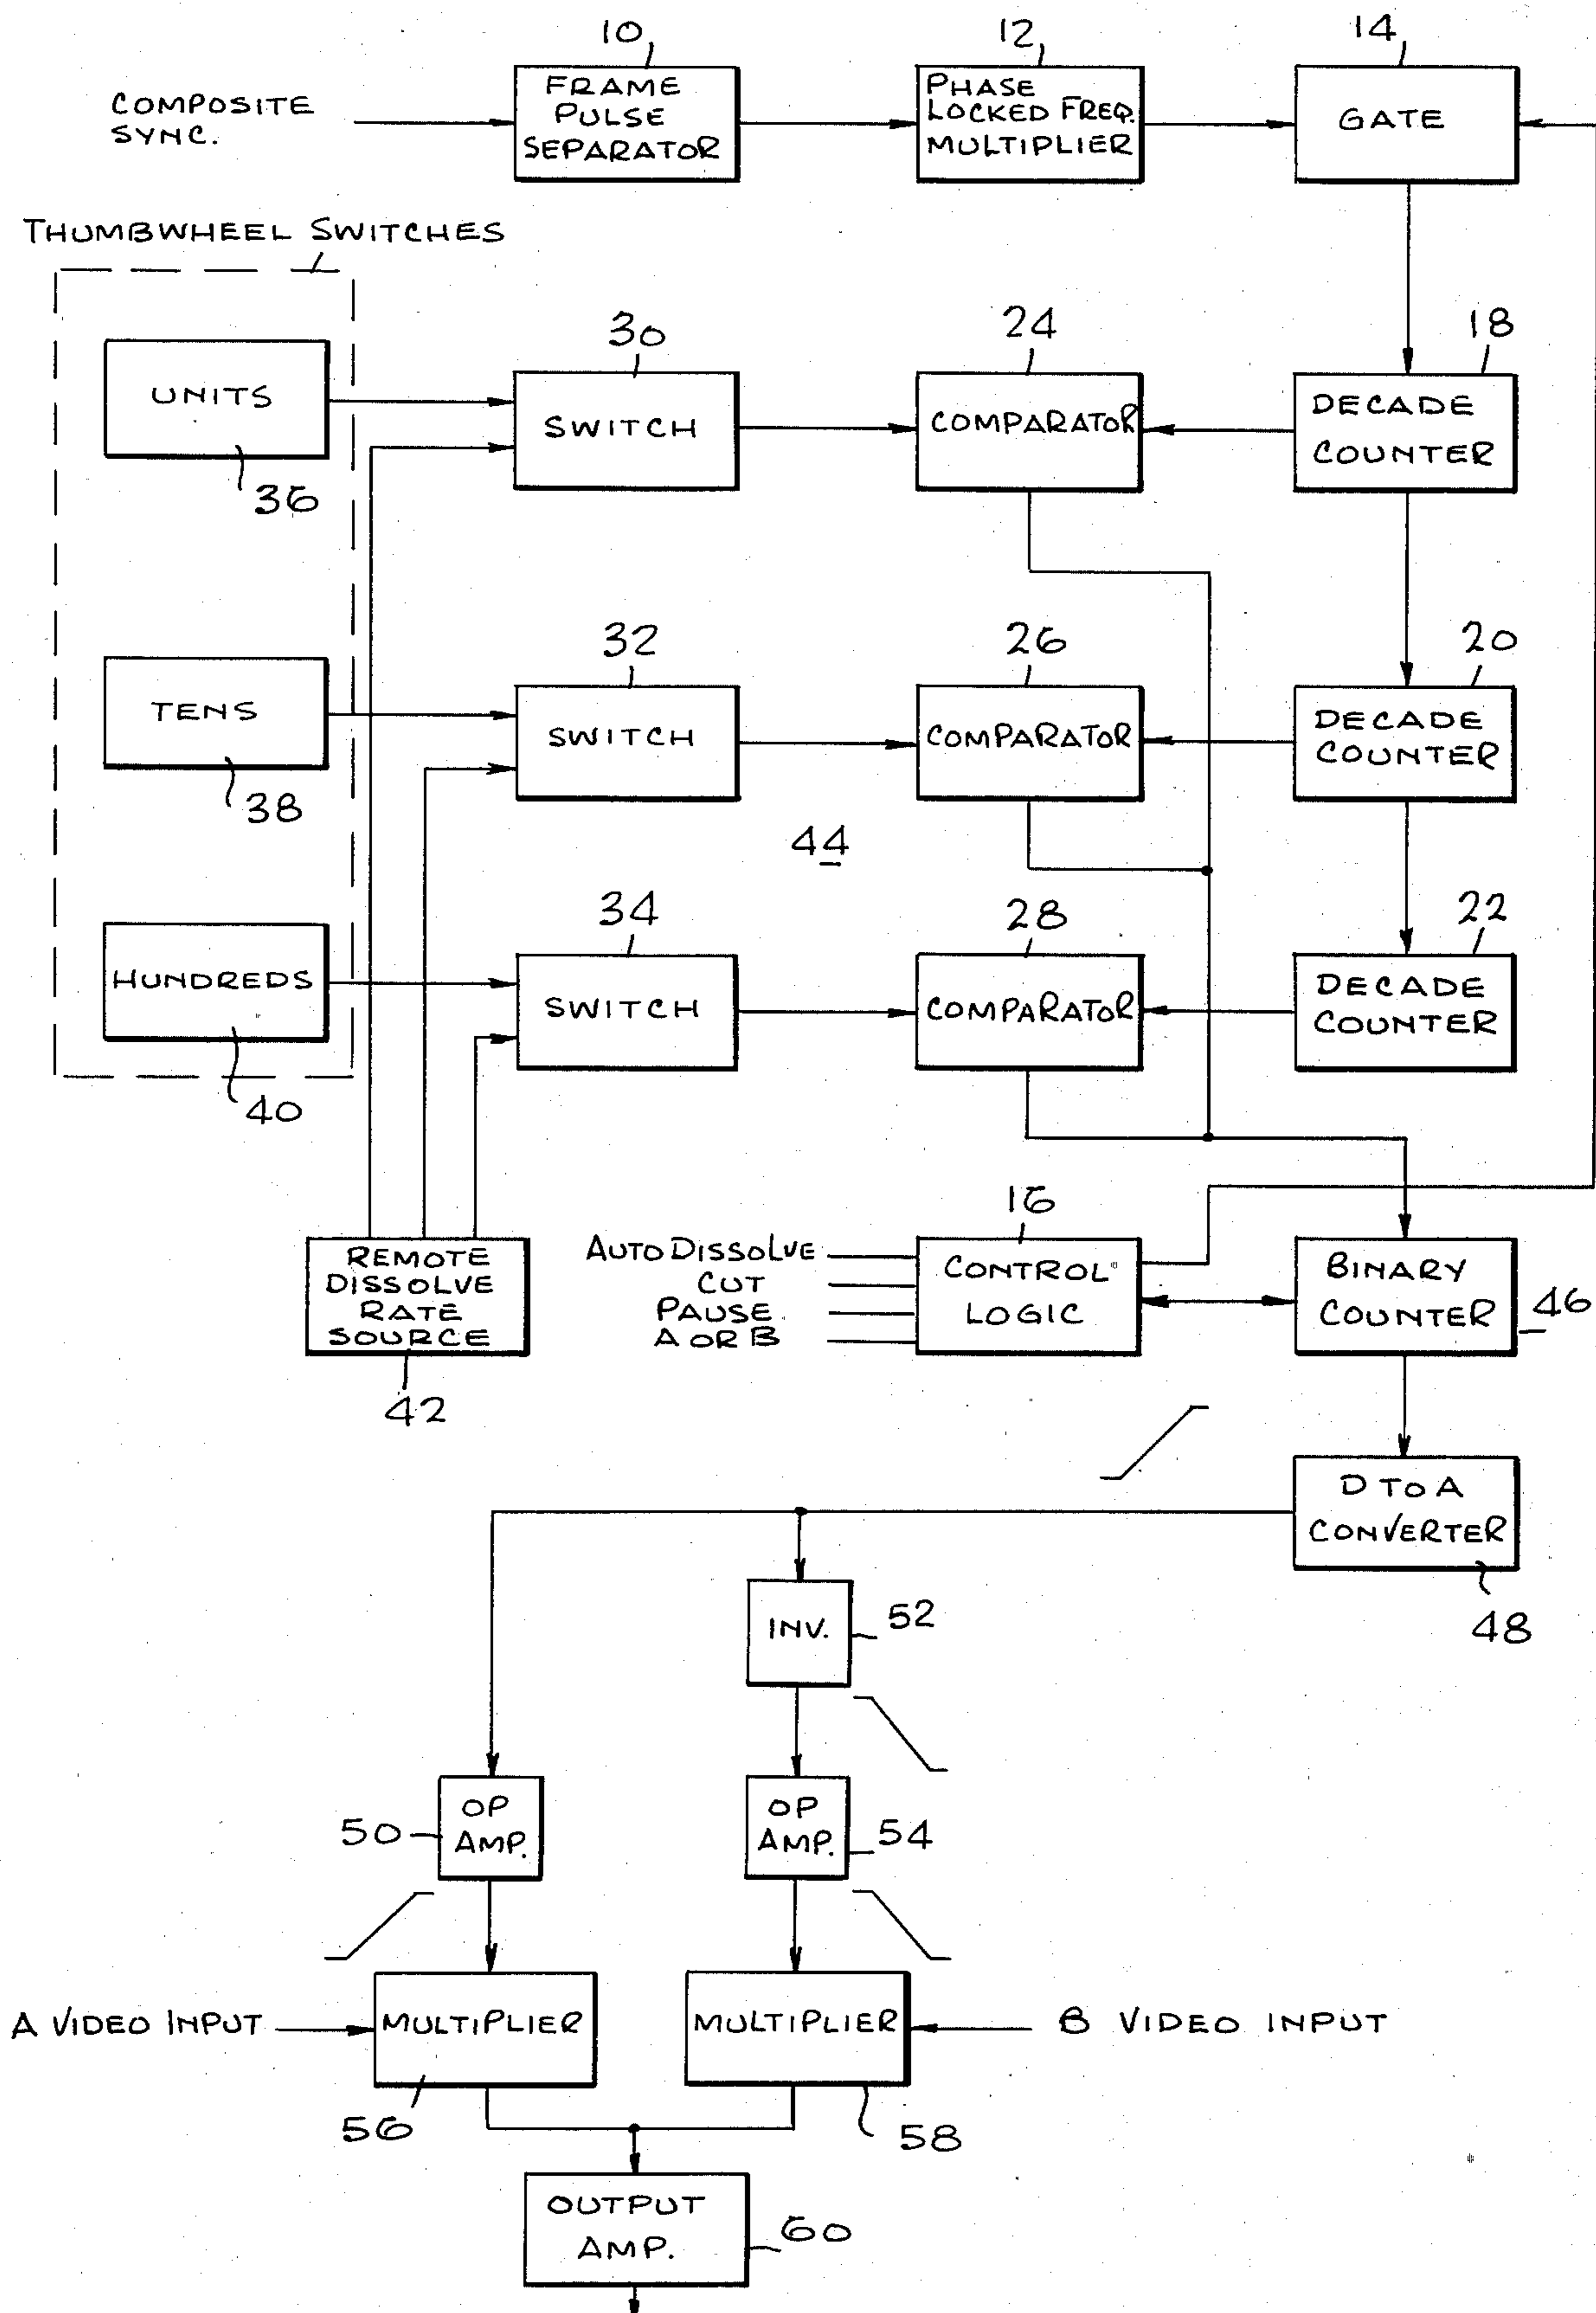 10
12
14
COMPOSITE
SYNC.
FRAME
PULSE
SEPARATOR
PHASE
LOCKED FREQ.
MULTIPLIER
GATE
THUMBWHEEL SWITCHES
30
24
18
UNITS
SWITCH
COMPARATOR
DECADE
COUNTER
36
32
26
20
TENS
SWITCH
COMPARATOR
DECADE
COUNTER
38
44
34
28
22
HUNDREDS
SWITCH
COMPARATOR
DECADE
COUNTER
40
16
REMOTE
DISSOLVE
RATE
SOURCE
AUTO DISSOLVE
CUT
PAUSE
A OR B
CONTROL
LOGIC
BINARY
COUNTER
46
42
D TO A
CONVERTER
48
INV.
52
OP
AMP.
50
OP
AMP.
54
A VIDEO INPUT
MULTIPLIER
MULTIPLIER
B VIDEO INPUT
56
58
OUTPUT
AMP.
60